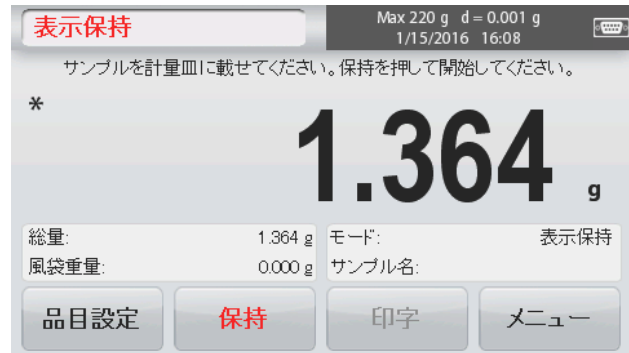 表示保持
Max 220 g d = 0.001 g
1/15/2016 16:08
サンプルを計量皿に載せてください。保持を押して開始してください。
*
1.364 g
総量: 1.364 g モード: 表示保持
風袋重量: 0.000 g サンプル名:
品目設定 保持 印字 メニュー